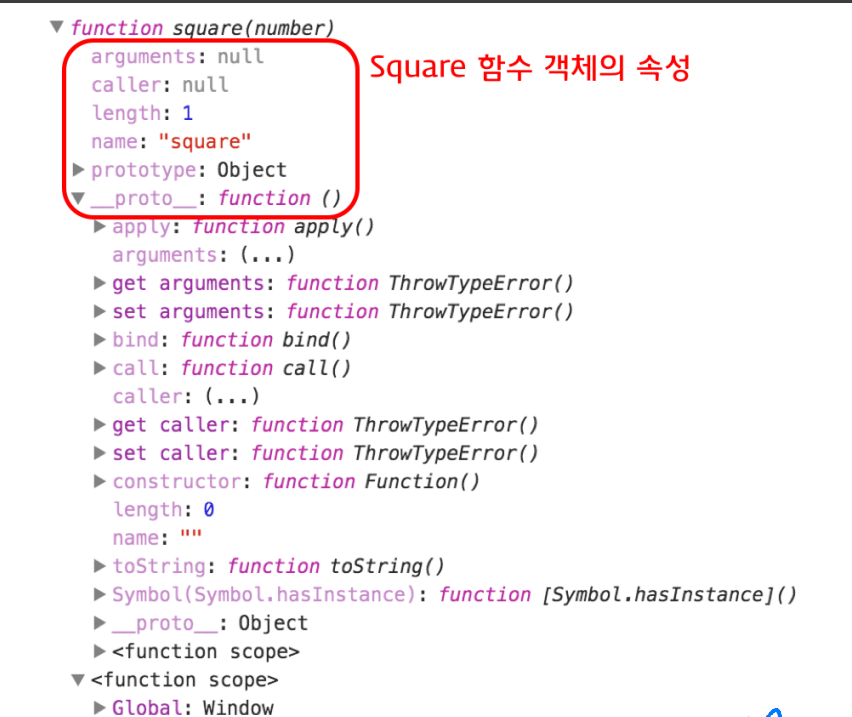 ▼ function square(number)
arguments: null
Square 함수 객체의 속성
caller: null
length: 1
name: "square"
▶ prototype: Object
▼ __proto__: function ()
▶ apply: function apply()
arguments: (...)
▶ get arguments: function ThrowTypeError()
▶ set arguments: function ThrowTypeError()
▶ bind: function bind()
▶ call: function call()
caller: (...)
▶ get caller: function ThrowTypeError()
▶ set caller: function ThrowTypeError()
▶ constructor: function Function()
length: 0
name: ""
▶ toString: function toString()
▶ Symbol(Symbol.hasInstance): function [Symbol.hasInstance]()
▶ __proto__: Object
▶ <function scope>
▼ <function scope>
▶ Global: Window